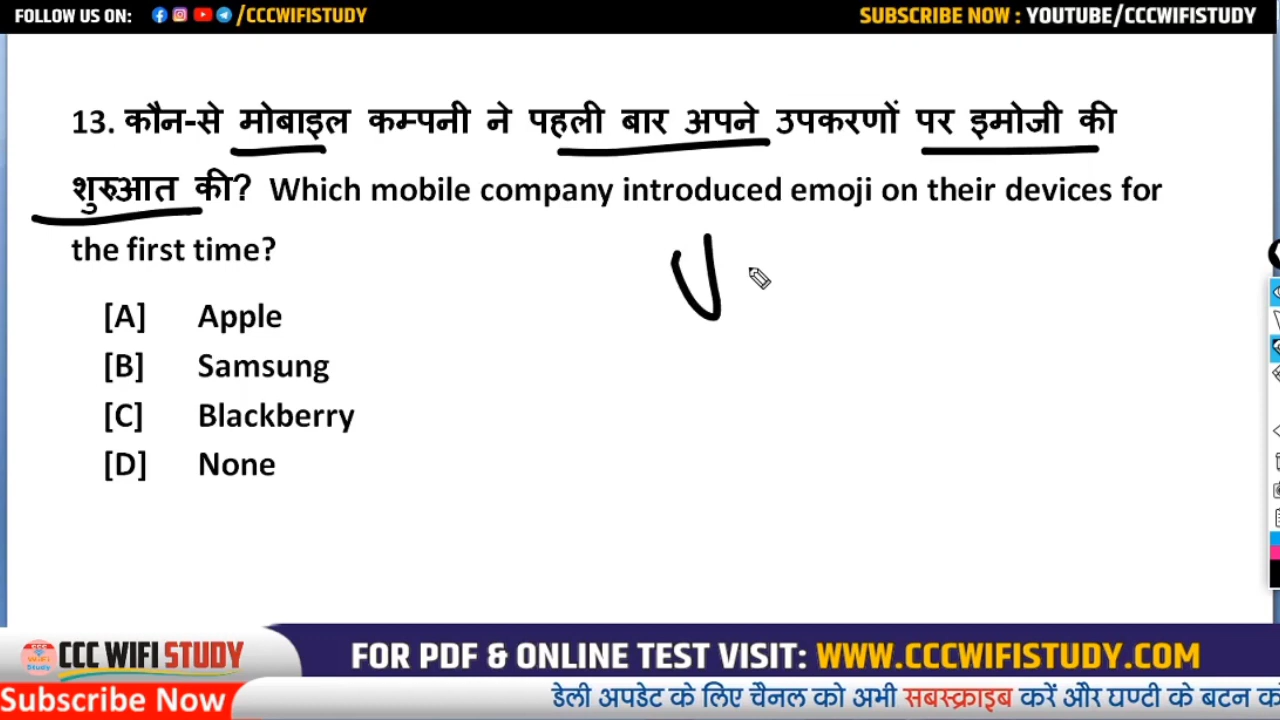 FOLLOW US ON: /CCCWIFISTUDY
SUBSCRIBE NOW : YOUTUBE/CCCWIFISTUDY
13. कौन-से मोबाइल कम्पनी ने पहली बार अपने उपकरणों पर इमोजी की
शुरुआत की? Which mobile company introduced emoji on their devices for
the first time?
[A] Apple
[B] Samsung
[C] Blackberry
[D] None
CCC WIFI STUDY
FOR PDF & ONLINE TEST VISIT: WWW.CCCWIFISTUDY.COM
Subscribe Now
डेली अपडेट के लिए चैनल को अभी सबस्क्राइब करें और घण्टी के बटन को